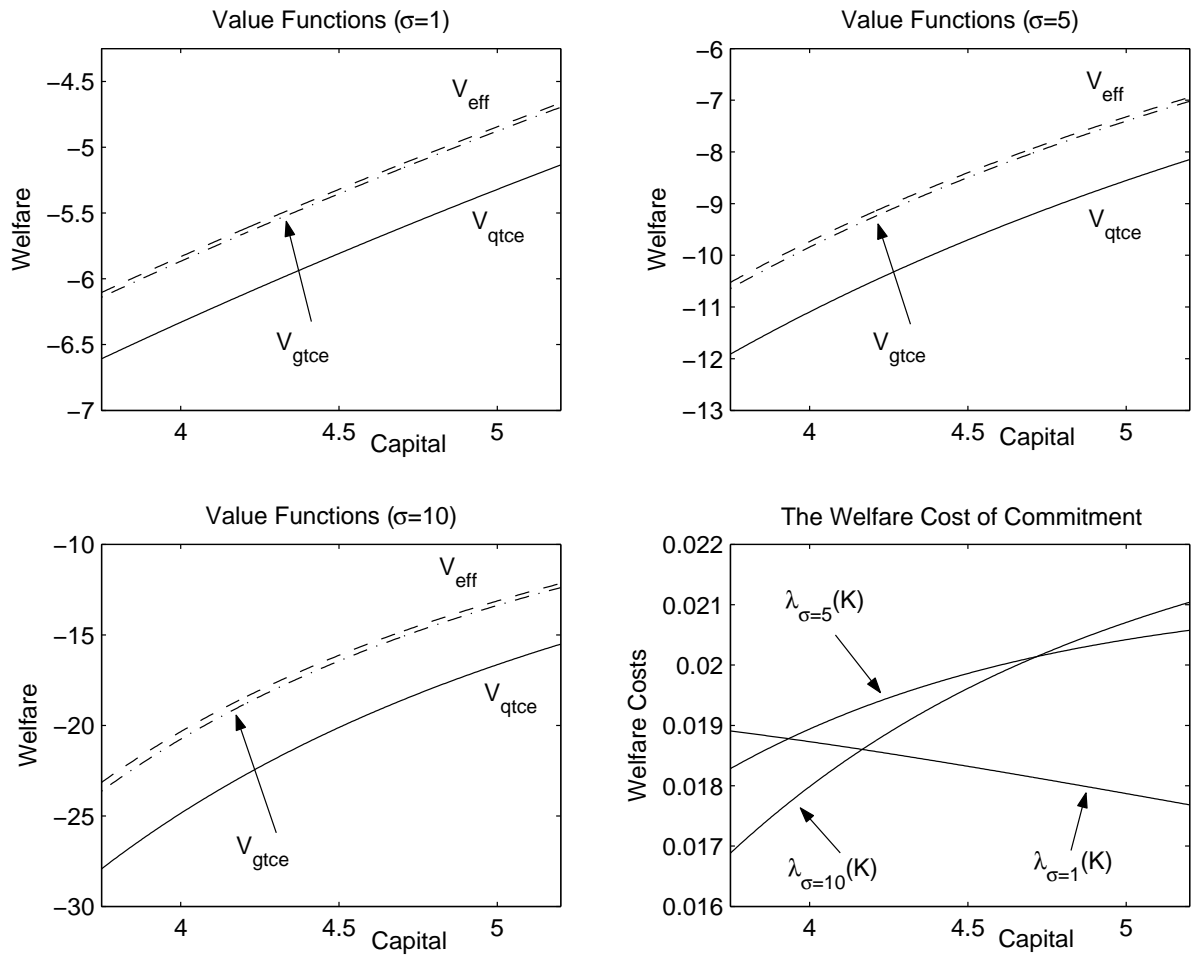 Value Functions (σ=1)
−4.5
−5
−5.5
−6
−6.5
−7
Welfare
V_eff
V_qtce
V_gtce
4
4.5
5
Capital
Value Functions (σ=5)
−6
−7
−8
−9
−10
−11
−12
−13
Welfare
V_eff
V_qtce
V_gtce
4
4.5
5
Capital
Value Functions (σ=10)
−10
−15
−20
−25
−30
Welfare
V_eff
V_qtce
V_gtce
4
4.5
5
Capital
The Welfare Cost of Commitment
0.022
0.021
0.02
0.019
0.018
0.017
0.016
Welfare Costs
λ_σ=5(K)
λ_σ=10(K)
λ_σ=1(K)
4
4.5
5
Capital